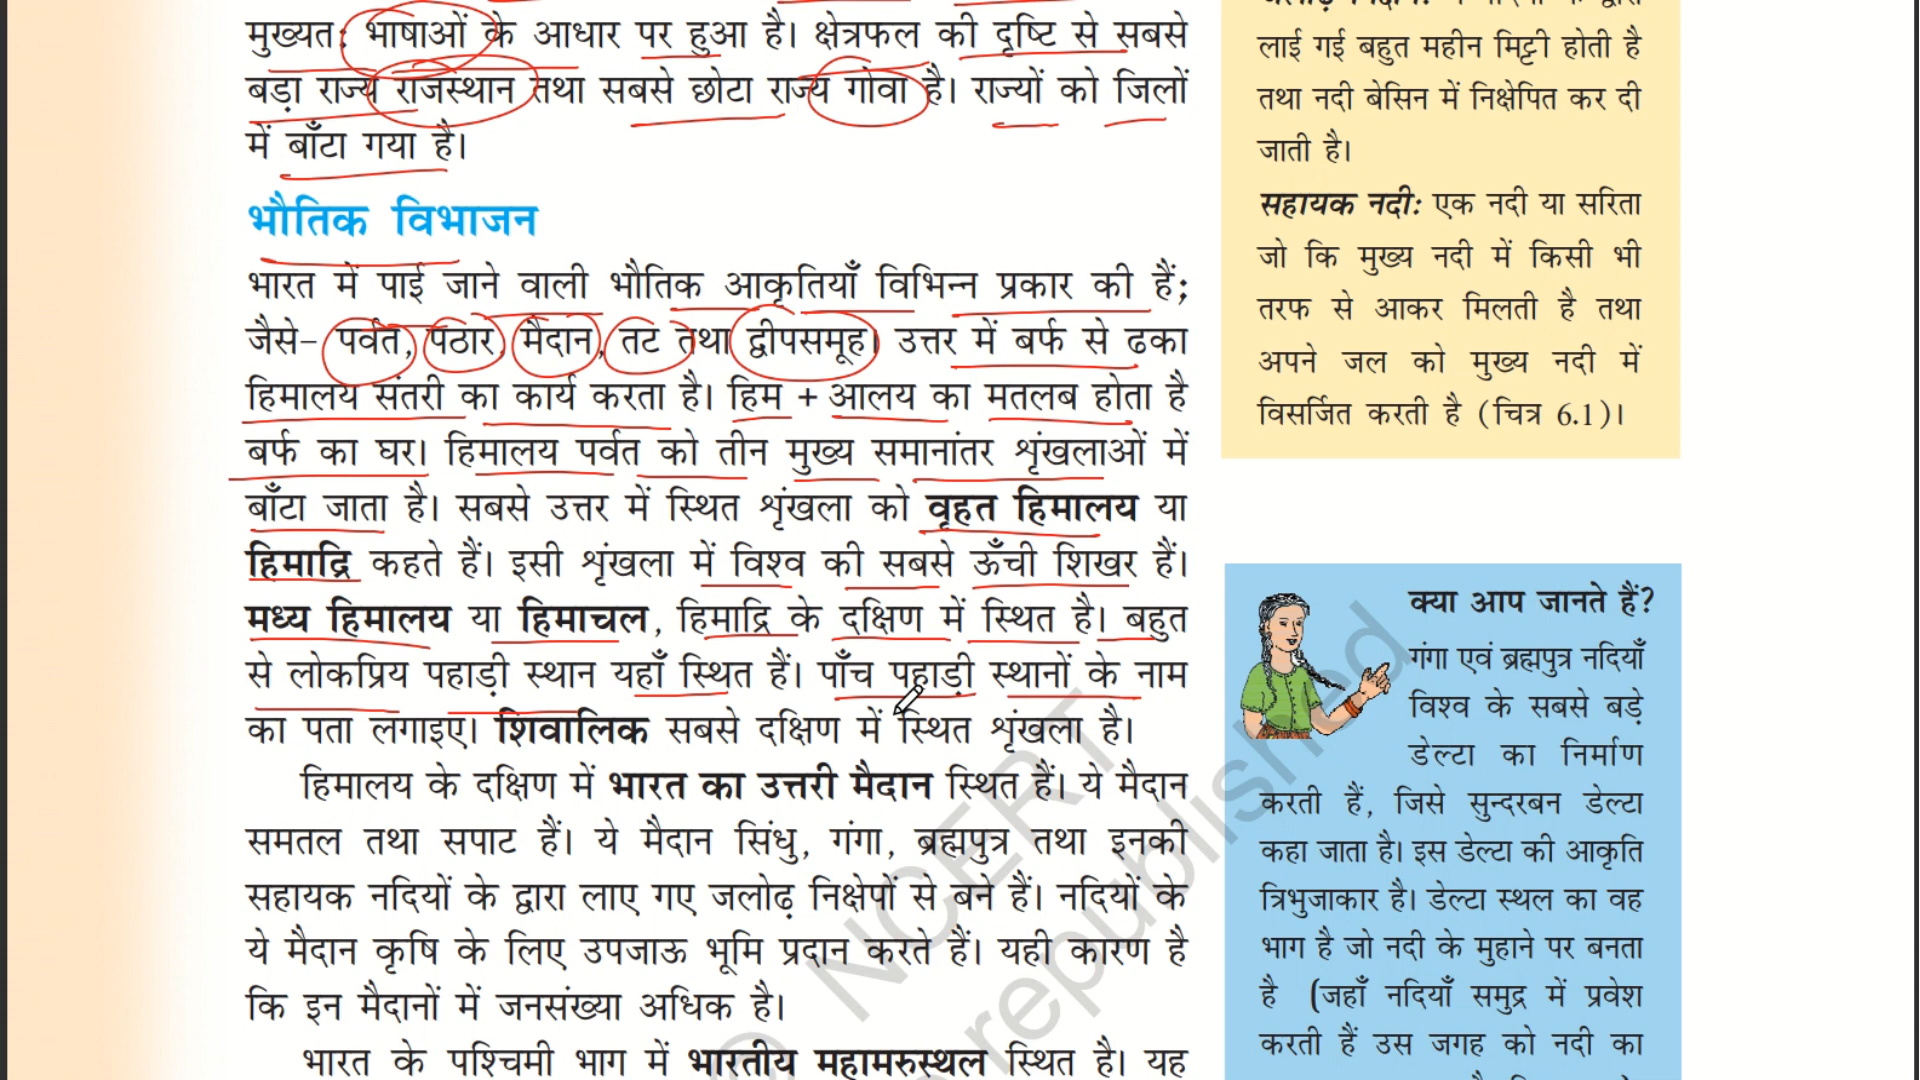 मुख्यत: भाषाओं के आधार पर हुआ है। क्षेत्रफल की दृष्टि से सबसे
बड़ा राज्य राजस्थान तथा सबसे छोटा राज्य गोवा है। राज्यों को जिलों
में बाँटा गया है।
भौतिक विभाजन
भारत में पाई जाने वाली भौतिक आकृतियाँ विभिन्न प्रकार की हैं;
जैसे– पर्वत, पठार, मैदान, तट तथा द्वीपसमूह। उत्तर में बर्फ से ढका
हिमालय संतरी का कार्य करता है। हिम + आलय का मतलब होता है
बर्फ का घर। हिमालय पर्वत को तीन मुख्य समानांतर शृंखलाओं में
बाँटा जाता है। सबसे उत्तर में स्थित शृंखला को वृहत हिमालय या
हिमाद्रि कहते हैं। इसी शृंखला में विश्व की सबसे ऊँची शिखर हैं।
मध्य हिमालय या हिमाचल, हिमाद्रि के दक्षिण में स्थित है। बहुत
से लोकप्रिय पहाड़ी स्थान यहाँ स्थित हैं। पाँच पहाड़ी स्थानों के नाम
का पता लगाइए। शिवालिक सबसे दक्षिण में स्थित शृंखला है।
हिमालय के दक्षिण में भारत का उत्तरी मैदान स्थित हैं। ये मैदान
समतल तथा सपाट हैं। ये मैदान सिंधु, गंगा, ब्रह्मपुत्र तथा इनकी
सहायक नदियों के द्वारा लाए गए जलोढ़ निक्षेपों से बने हैं। नदियों के
ये मैदान कृषि के लिए उपजाऊ भूमि प्रदान करते हैं। यही कारण है
कि इन मैदानों में जनसंख्या अधिक है।
भारत के पश्चिमी भाग में भारतीय महामरुस्थल स्थित है। यह
लाई गई बहुत महीन मिट्टी होती है
तथा नदी बेसिन में निक्षेपित कर दी
जाती है।
सहायक नदी: एक नदी या सरिता
जो कि मुख्य नदी में किसी भी
तरफ से आकर मिलती है तथा
अपने जल को मुख्य नदी में
विसर्जित करती है (चित्र 6.1)।
क्या आप जानते हैं?
गंगा एवं ब्रह्मपुत्र नदियाँ
विश्व के सबसे बड़े
डेल्टा का निर्माण
करती हैं, जिसे सुन्दरबन डेल्टा
कहा जाता है। इस डेल्टा की आकृति
त्रिभुजाकार है। डेल्टा स्थल का वह
भाग है जो नदी के मुहाने पर बनता
है (जहाँ नदियाँ समुद्र में प्रवेश
करती हैं उस जगह को नदी का
© NCERT
republished